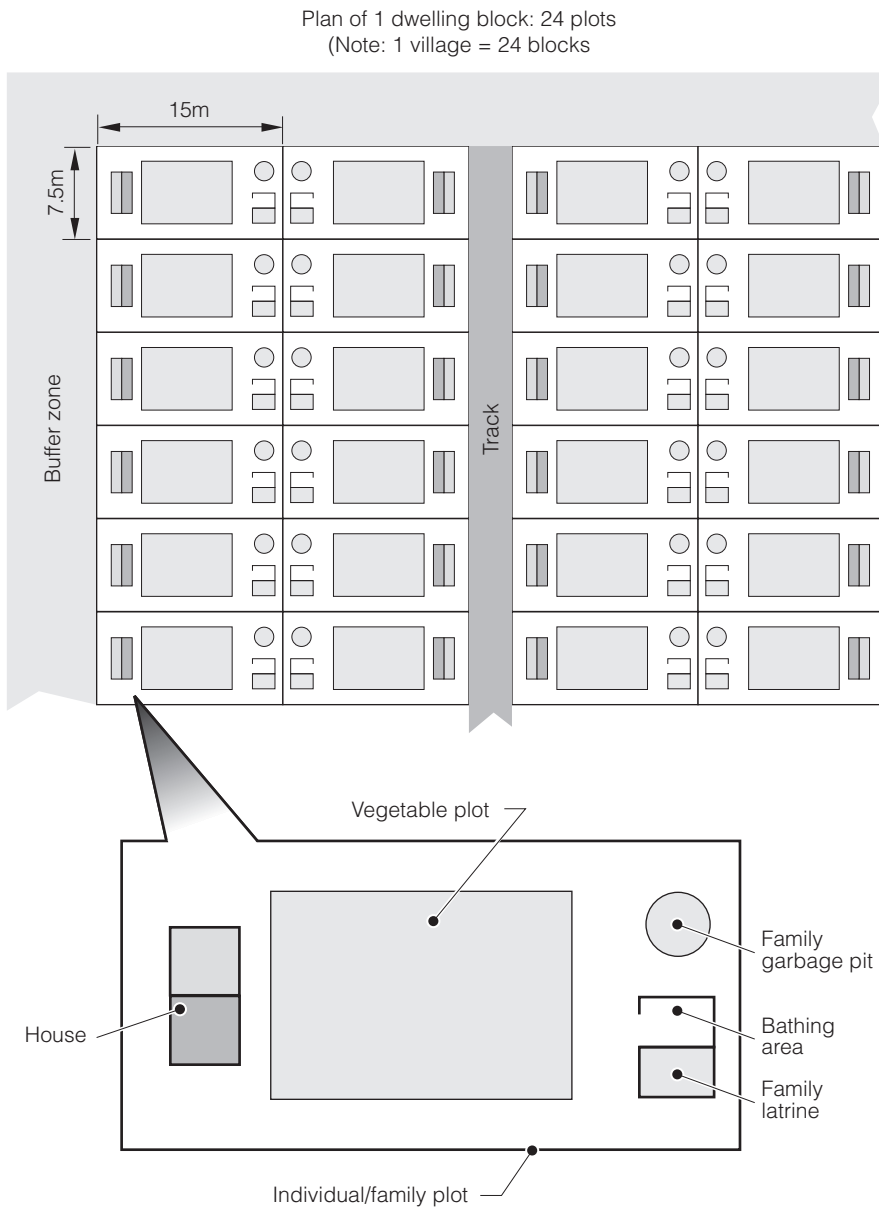 Plan of 1 dwelling block: 24 plots
(Note: 1 village = 24 blocks
15m
7.5m
Buffer zone
Track
Vegetable plot
Family
garbage pit
House
Bathing
area
Family
latrine
Individual/family plot